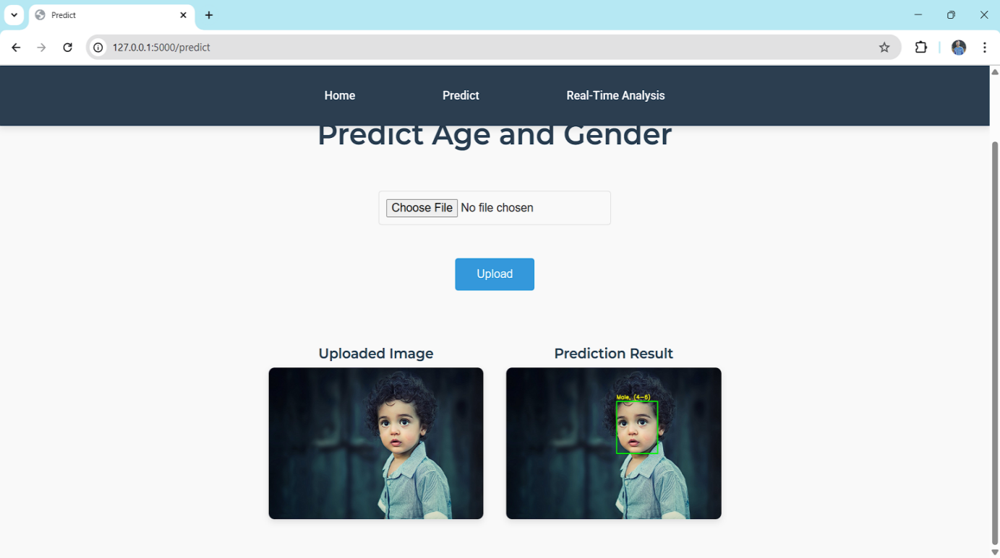 Predict
127.0.0.1:5000/predict
Home Predict Real-Time Analysis
Predict Age and Gender
Choose File No file chosen
Upload
Uploaded Image Prediction Result
Male, (4-6)